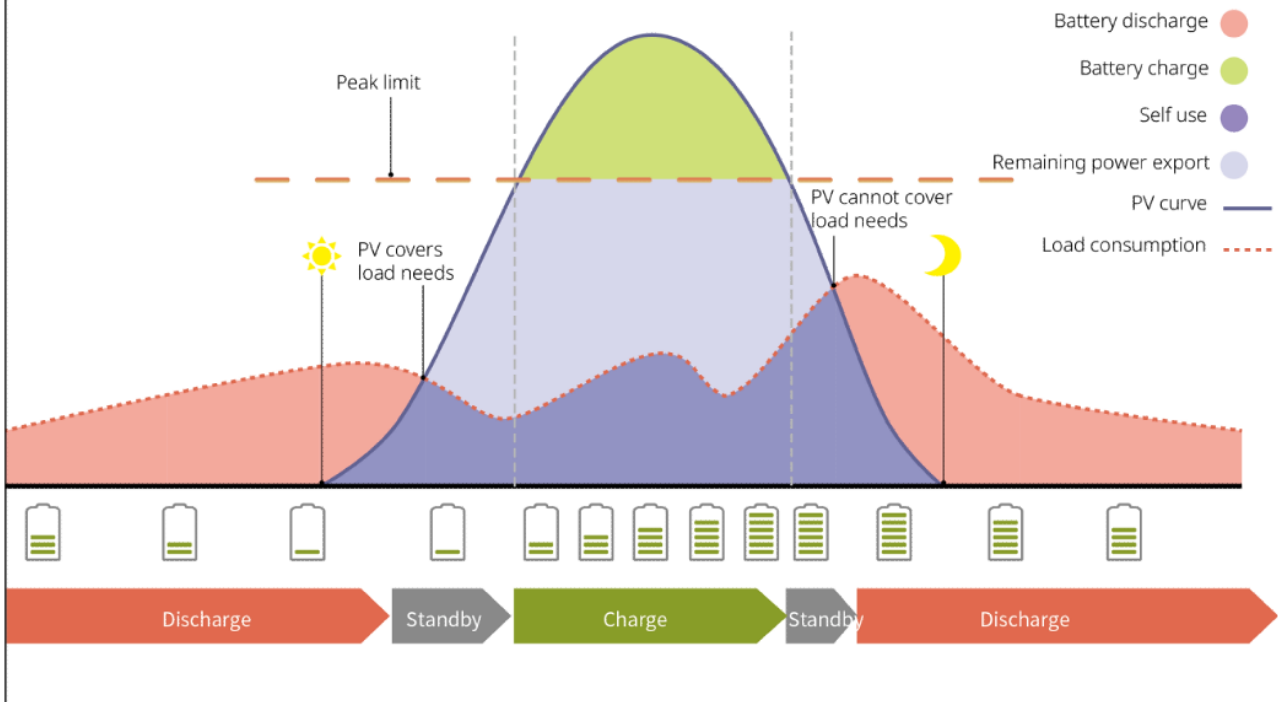 Battery discharge
Battery charge
Self use
Remaining power export
PV curve
Load consumption
Peak limit
PV covers
load needs
PV cannot cover
load needs
Discharge
Standby
Charge
Standby
Discharge